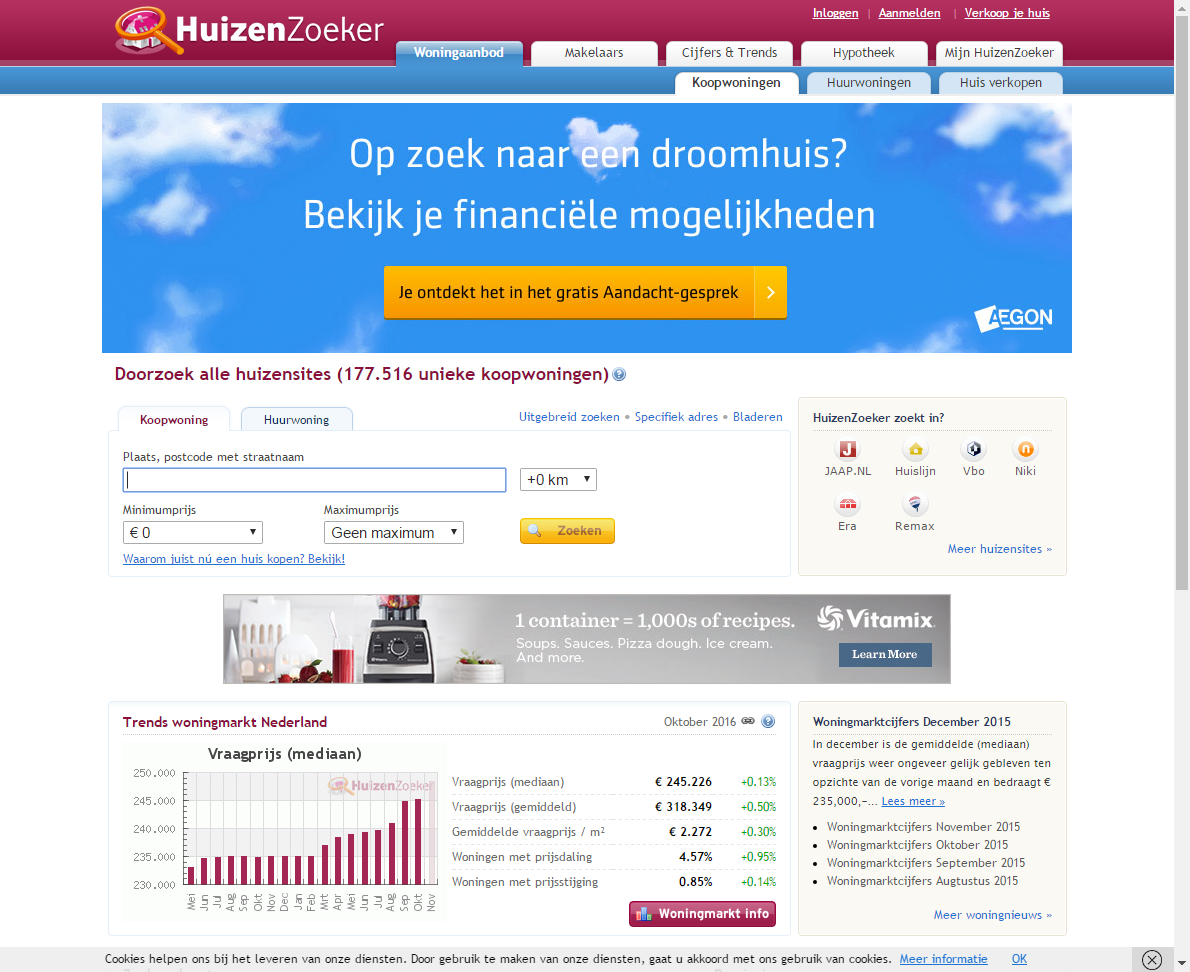 Inloggen | Aanmelden | Verkoop je huis
HuizenZoeker
Woningaanbod
Makelaars
Cijfers & Trends
Hypotheek
Mijn HuizenZoeker
Koopwoningen
Huurwoningen
Huis verkopen
Op zoek naar een droomhuis?
Bekijk je financiële mogelijkheden
Je ontdekt het in het gratis Aandacht-gesprek
AEGON
Doorzoek alle huizensites (177.516 unieke koopwoningen)
Koopwoning
Huurwoning
Uitgebreid zoeken • Specifiek adres • Bladeren
Plaats, postcode met straatnaam
+0 km
Minimumprijs
Maximumprijs
€ 0
Geen maximum
Zoeken
Waarom juist nú een huis kopen? Bekijk!
HuizenZoeker zoekt in?
JAAP.NL
Huislijn
Vbo
Niki
Era
Remax
Meer huizensites »
1 container = 1,000s of recipes.
Soups. Sauces. Pizza dough. Ice cream.
And more.
Vitamix
Learn More
Trends woningmarkt Nederland
Oktober 2016
Vraagprijs (mediaan)
HuizenZoeker
250.000
245.000
240.000
235.000
230.000
Mei Jun Jul Aug Sep Okt Nov Dec Jan Feb Mrt Apr Mei Jun Jul Aug Sep Okt Nov
Vraagprijs (mediaan) € 245.226 +0.13%
Vraagprijs (gemiddeld) € 318.349 +0.50%
Gemiddelde vraagprijs / m² € 2.272 +0.30%
Woningen met prijsdaling 4.57% +0.95%
Woningen met prijsstijging 0.85% +0.14%
Woningmarkt info
Woningmarktcijfers December 2015
In december is de gemiddelde (mediaan)
vraagprijs weer ongeveer gelijk gebleven ten
opzichte van de vorige maand en bedraagt €
235,000,–... Lees meer »
• Woningmarktcijfers November 2015
• Woningmarktcijfers Oktober 2015
• Woningmarktcijfers September 2015
• Woningmarktcijfers Augtustus 2015
Meer woningnieuws »
Cookies helpen ons bij het leveren van onze diensten. Door gebruik te maken van onze diensten, gaat u akkoord met ons gebruik van cookies. Meer informatie OK